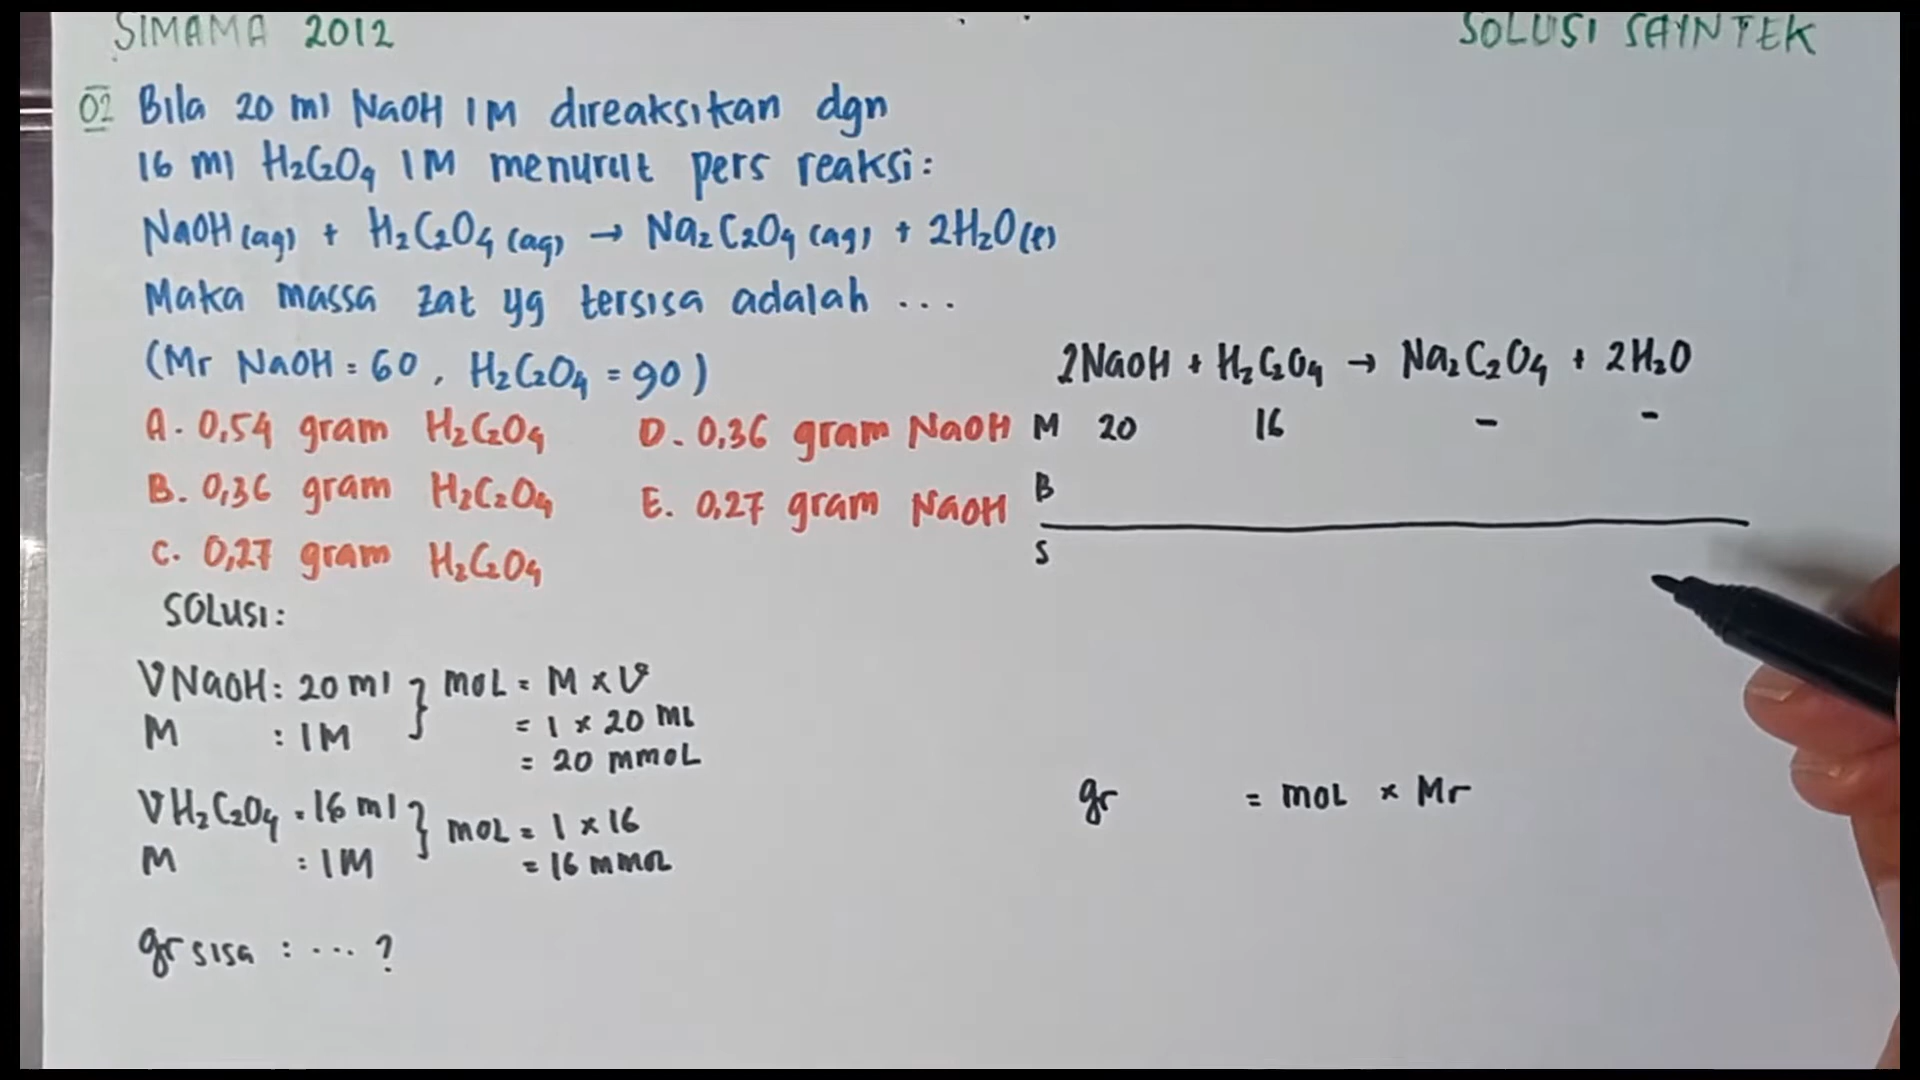 SIMAMA 2012
SOLUSI SAYNTEK
02 Bila 20 ml NaOH 1M direaksikan dgn
16 ml H₂C₂O₄ 1M menurut pers reaksi:
NaOH (aq) + H₂C₂O₄ (aq) → Na₂C₂O₄ (aq) + 2H₂O (l)
Maka massa zat yg tersisa adalah ...
(Mr NaOH = 60, H₂C₂O₄ = 90)
A. 0,54 gram H₂C₂O₄
B. 0,36 gram H₂C₂O₄
C. 0,27 gram H₂C₂O₄
D. 0,36 gram NaOH
E. 0,27 gram NaOH
SOLUSI:
V NaOH : 20 ml } mol = M x V
M : 1M = 1 x 20 ml
= 20 mmol
V H₂C₂O₄ = 16 ml } mol = 1 x 16
M : 1M = 16 mmol
gr sisa : ... ?
2NaOH + H₂C₂O₄ → Na₂C₂O₄ + 2H₂O
M 20 16 - -
B
S
gr = mol x Mr